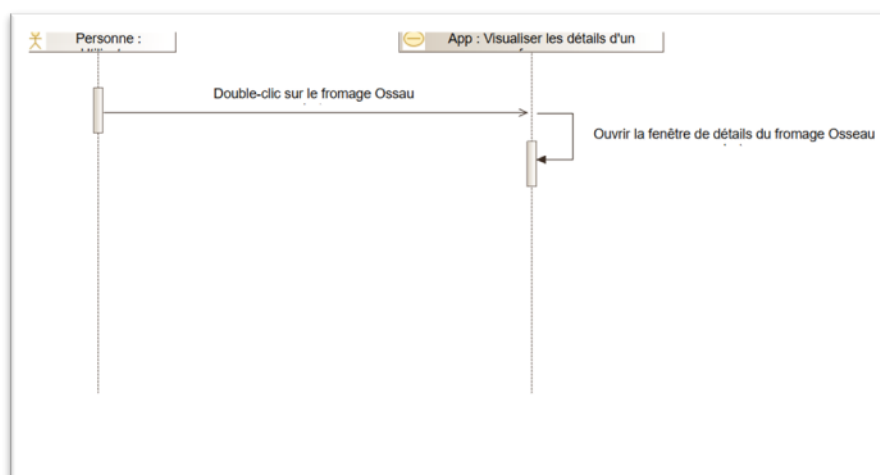 Personne :
App : Visualiser les détails d'un
Double-clic sur le fromage Ossau
Ouvrir la fenêtre de détails du fromage Osseau